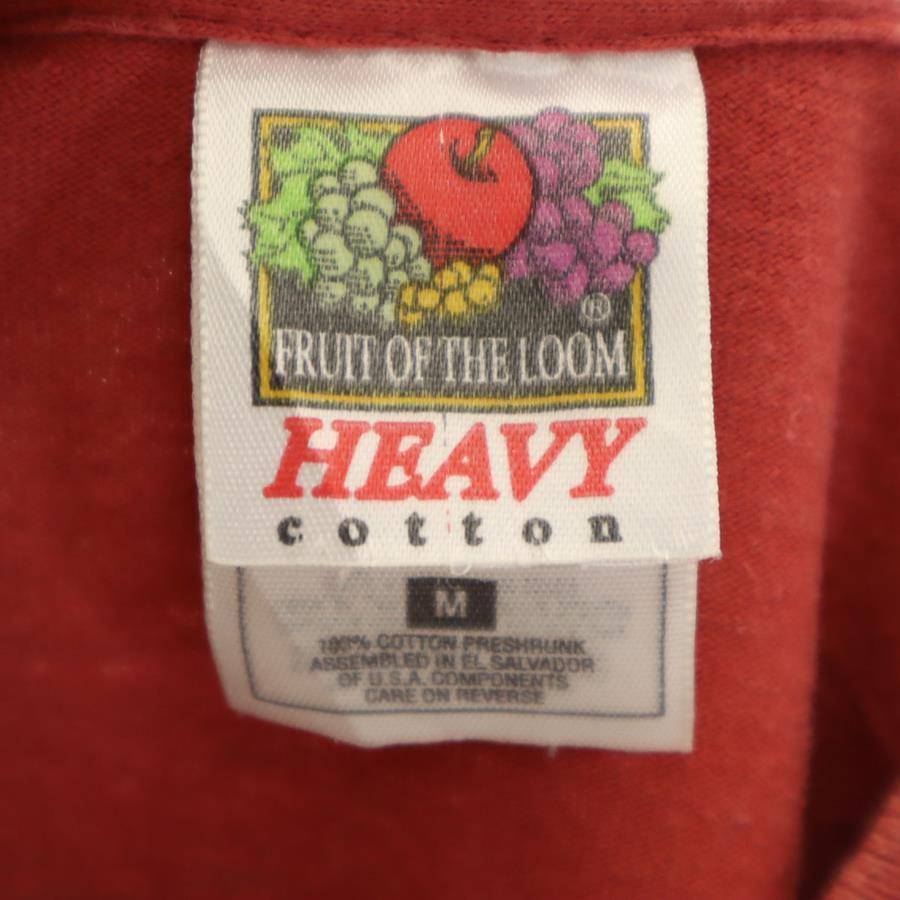 ®
FRUIT OF THE LOOM
HEAVY
cotton
M
100% COTTON PRESHRUNK
ASSEMBLED IN EL SALVADOR
OF U.S.A. COMPONENTS
CARE ON REVERSE